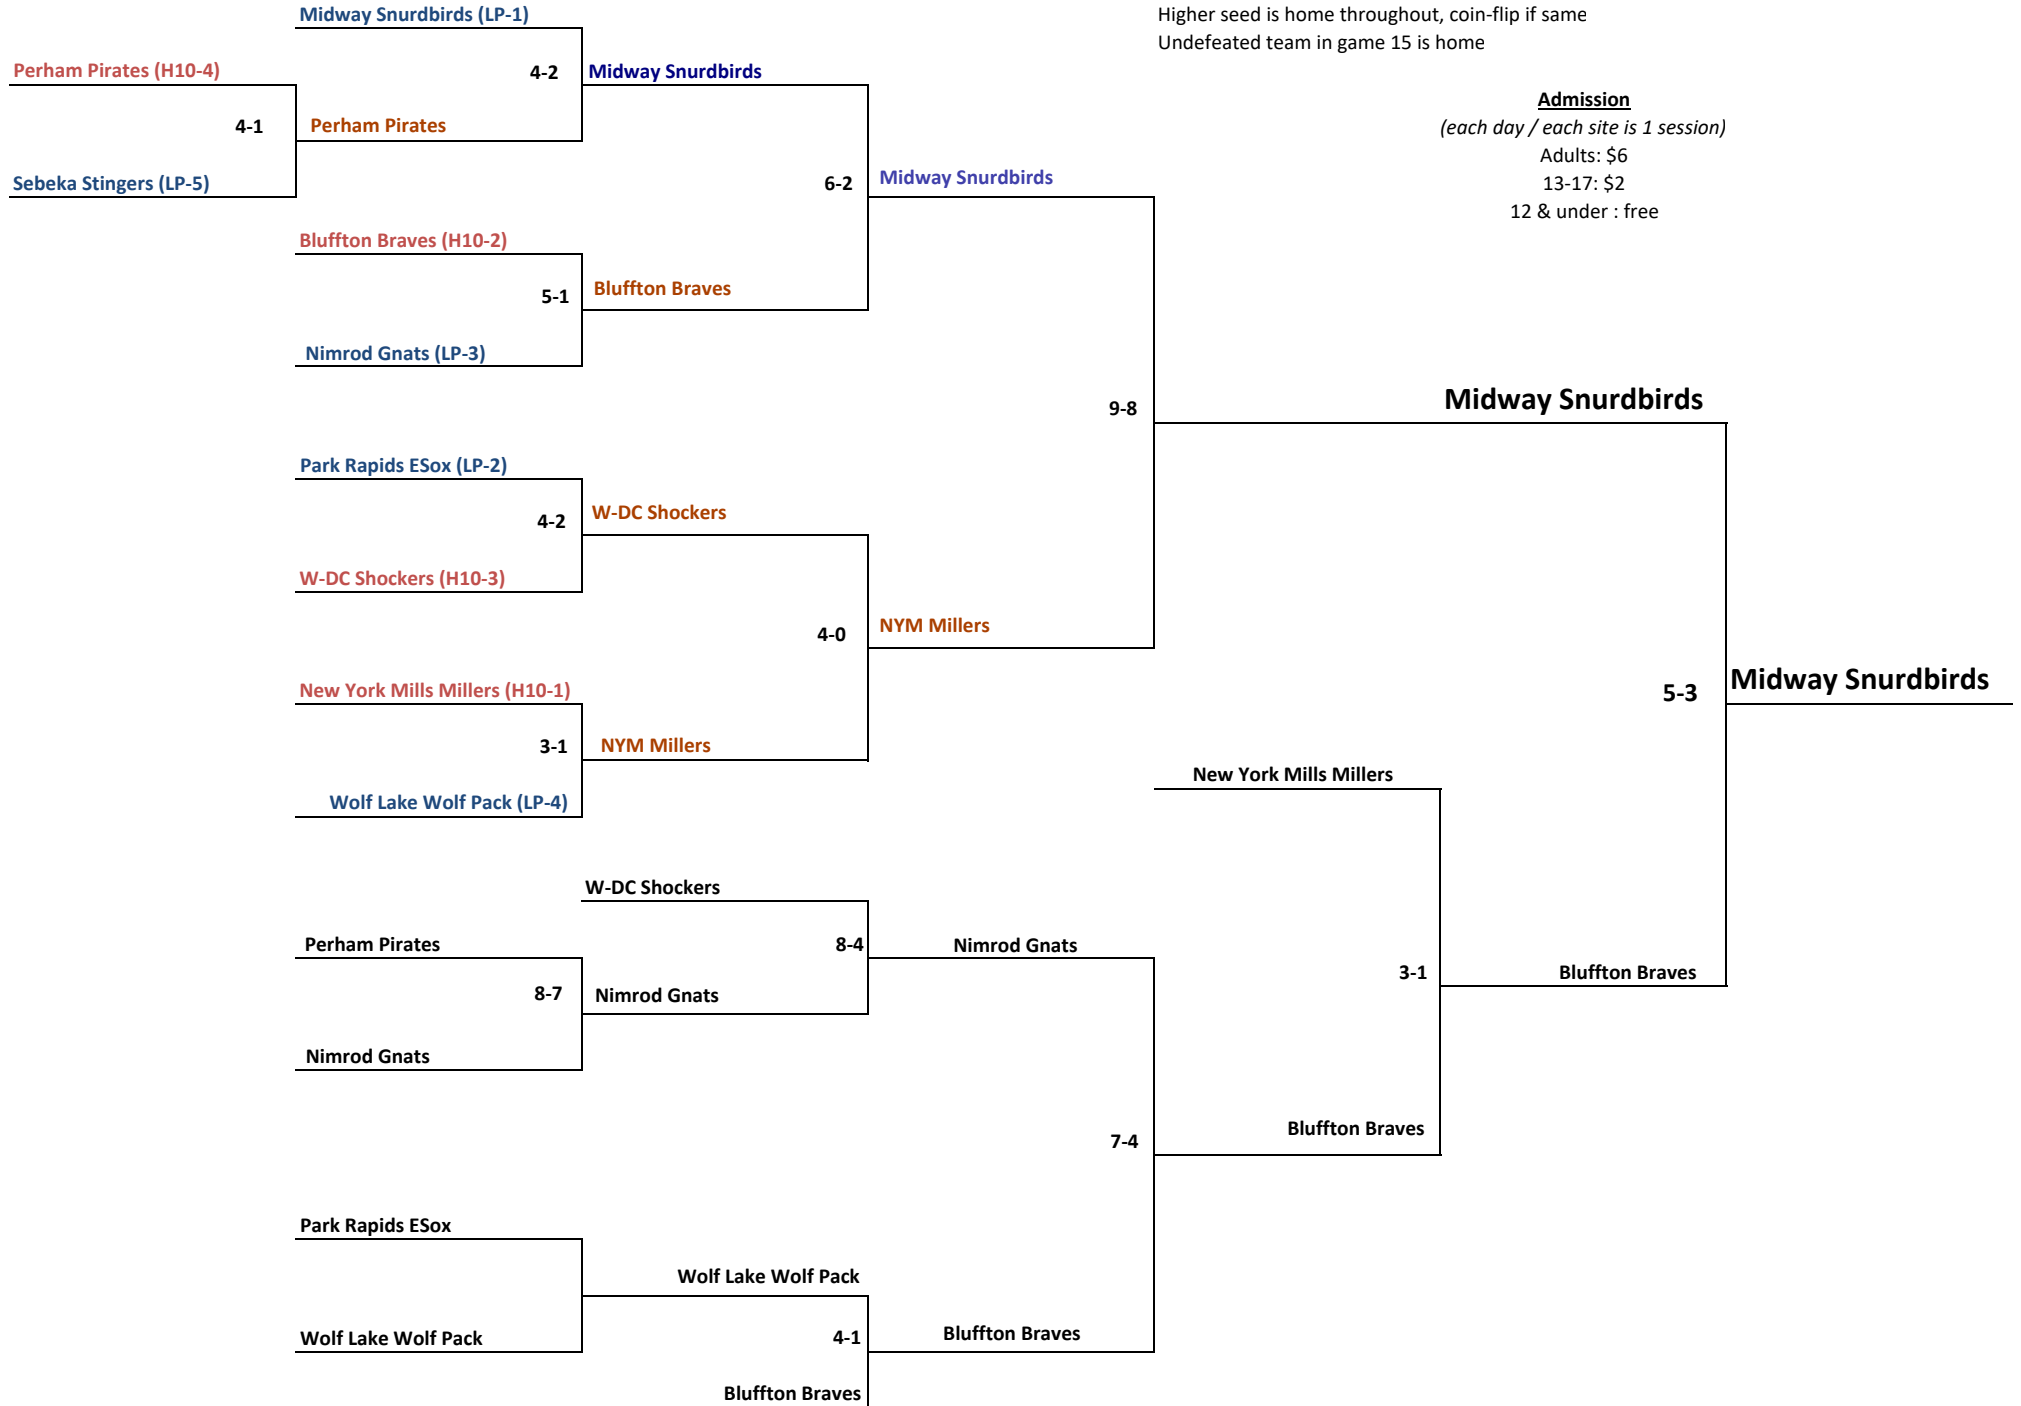 Midway Snurdbirds (LP-1)
Higher seed is home throughout, coin-flip if same
Undefeated team in game 15 is home
Perham Pirates (H10-4)
4-2
Midway Snurdbirds
Admission
(each day / each site is 1 session)
Adults: $6
13-17: $2
12 & under : free
4-1
Perham Pirates
Sebeka Stingers (LP-5)
6-2
Midway Snurdbirds
Bluffton Braves (H10-2)
5-1
Bluffton Braves
Nimrod Gnats (LP-3)
9-8
Midway Snurdbirds
Park Rapids ESox (LP-2)
4-2
W-DC Shockers
W-DC Shockers (H10-3)
4-0
NYM Millers
New York Mills Millers (H10-1)
5-3
Midway Snurdbirds
3-1
NYM Millers
New York Mills Millers
Wolf Lake Wolf Pack (LP-4)
W-DC Shockers
Perham Pirates
8-4
Nimrod Gnats
3-1
Bluffton Braves
8-7
Nimrod Gnats
Nimrod Gnats
7-4
Bluffton Braves
Park Rapids ESox
Wolf Lake Wolf Pack
Wolf Lake Wolf Pack
4-1
Bluffton Braves
Bluffton Braves